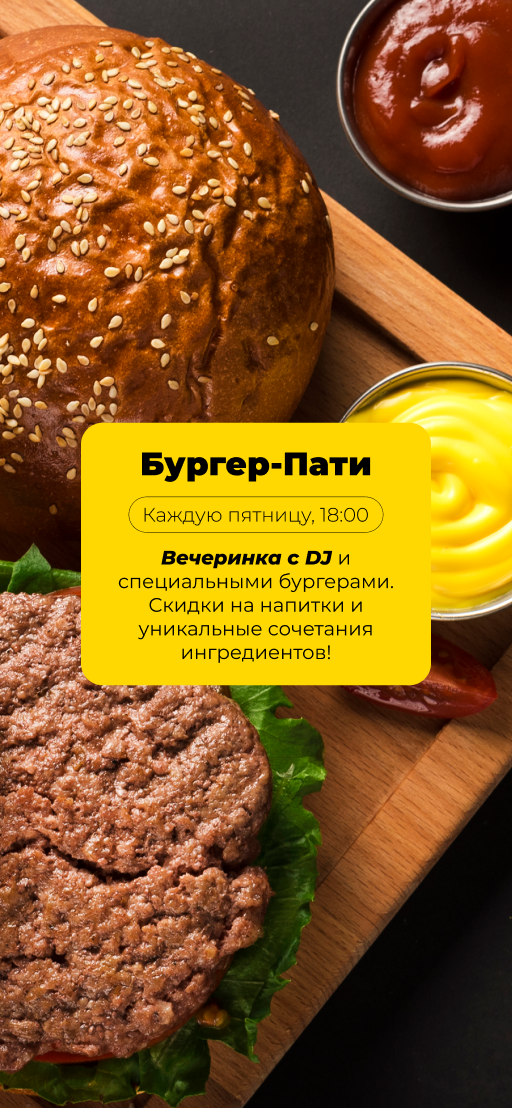 Бургер-Пати
Каждую пятницу, 18:00
Вечеринка с DJ и
специальными бургерами.
Скидки на напитки и
уникальные сочетания
ингредиентов!